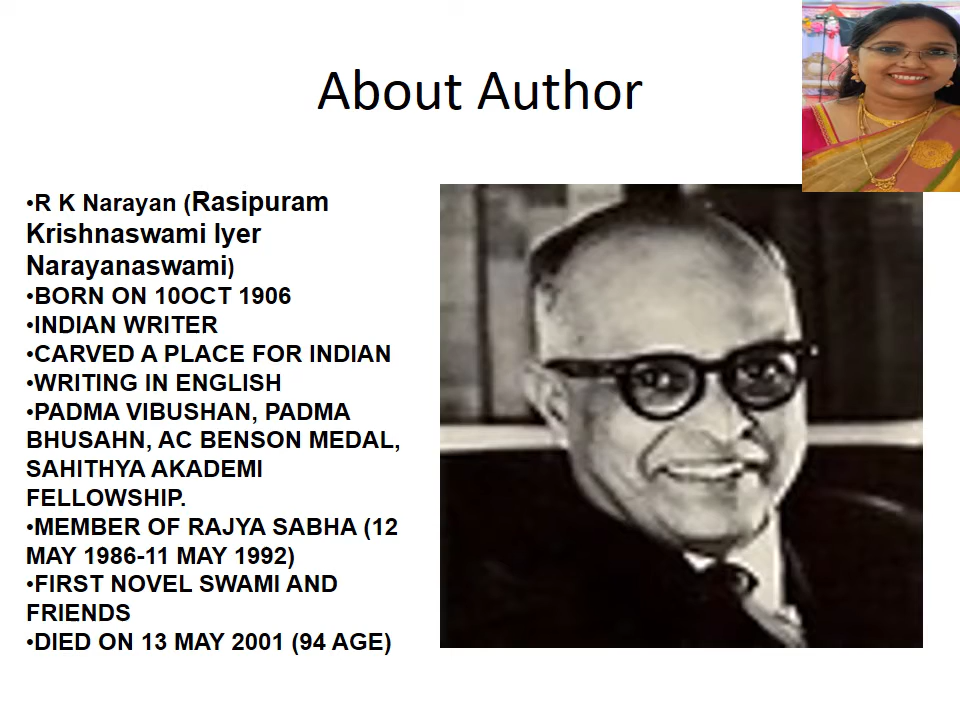 About Author
•R K Narayan (Rasipuram
Krishnaswami Iyer
Narayanaswami)
•BORN ON 10OCT 1906
•INDIAN WRITER
•CARVED A PLACE FOR INDIAN
•WRITING IN ENGLISH
•PADMA VIBUSHAN, PADMA
BHUSAHN, AC BENSON MEDAL,
SAHITHYA AKADEMI
FELLOWSHIP.
•MEMBER OF RAJYA SABHA (12
MAY 1986-11 MAY 1992)
•FIRST NOVEL SWAMI AND
FRIENDS
•DIED ON 13 MAY 2001 (94 AGE)